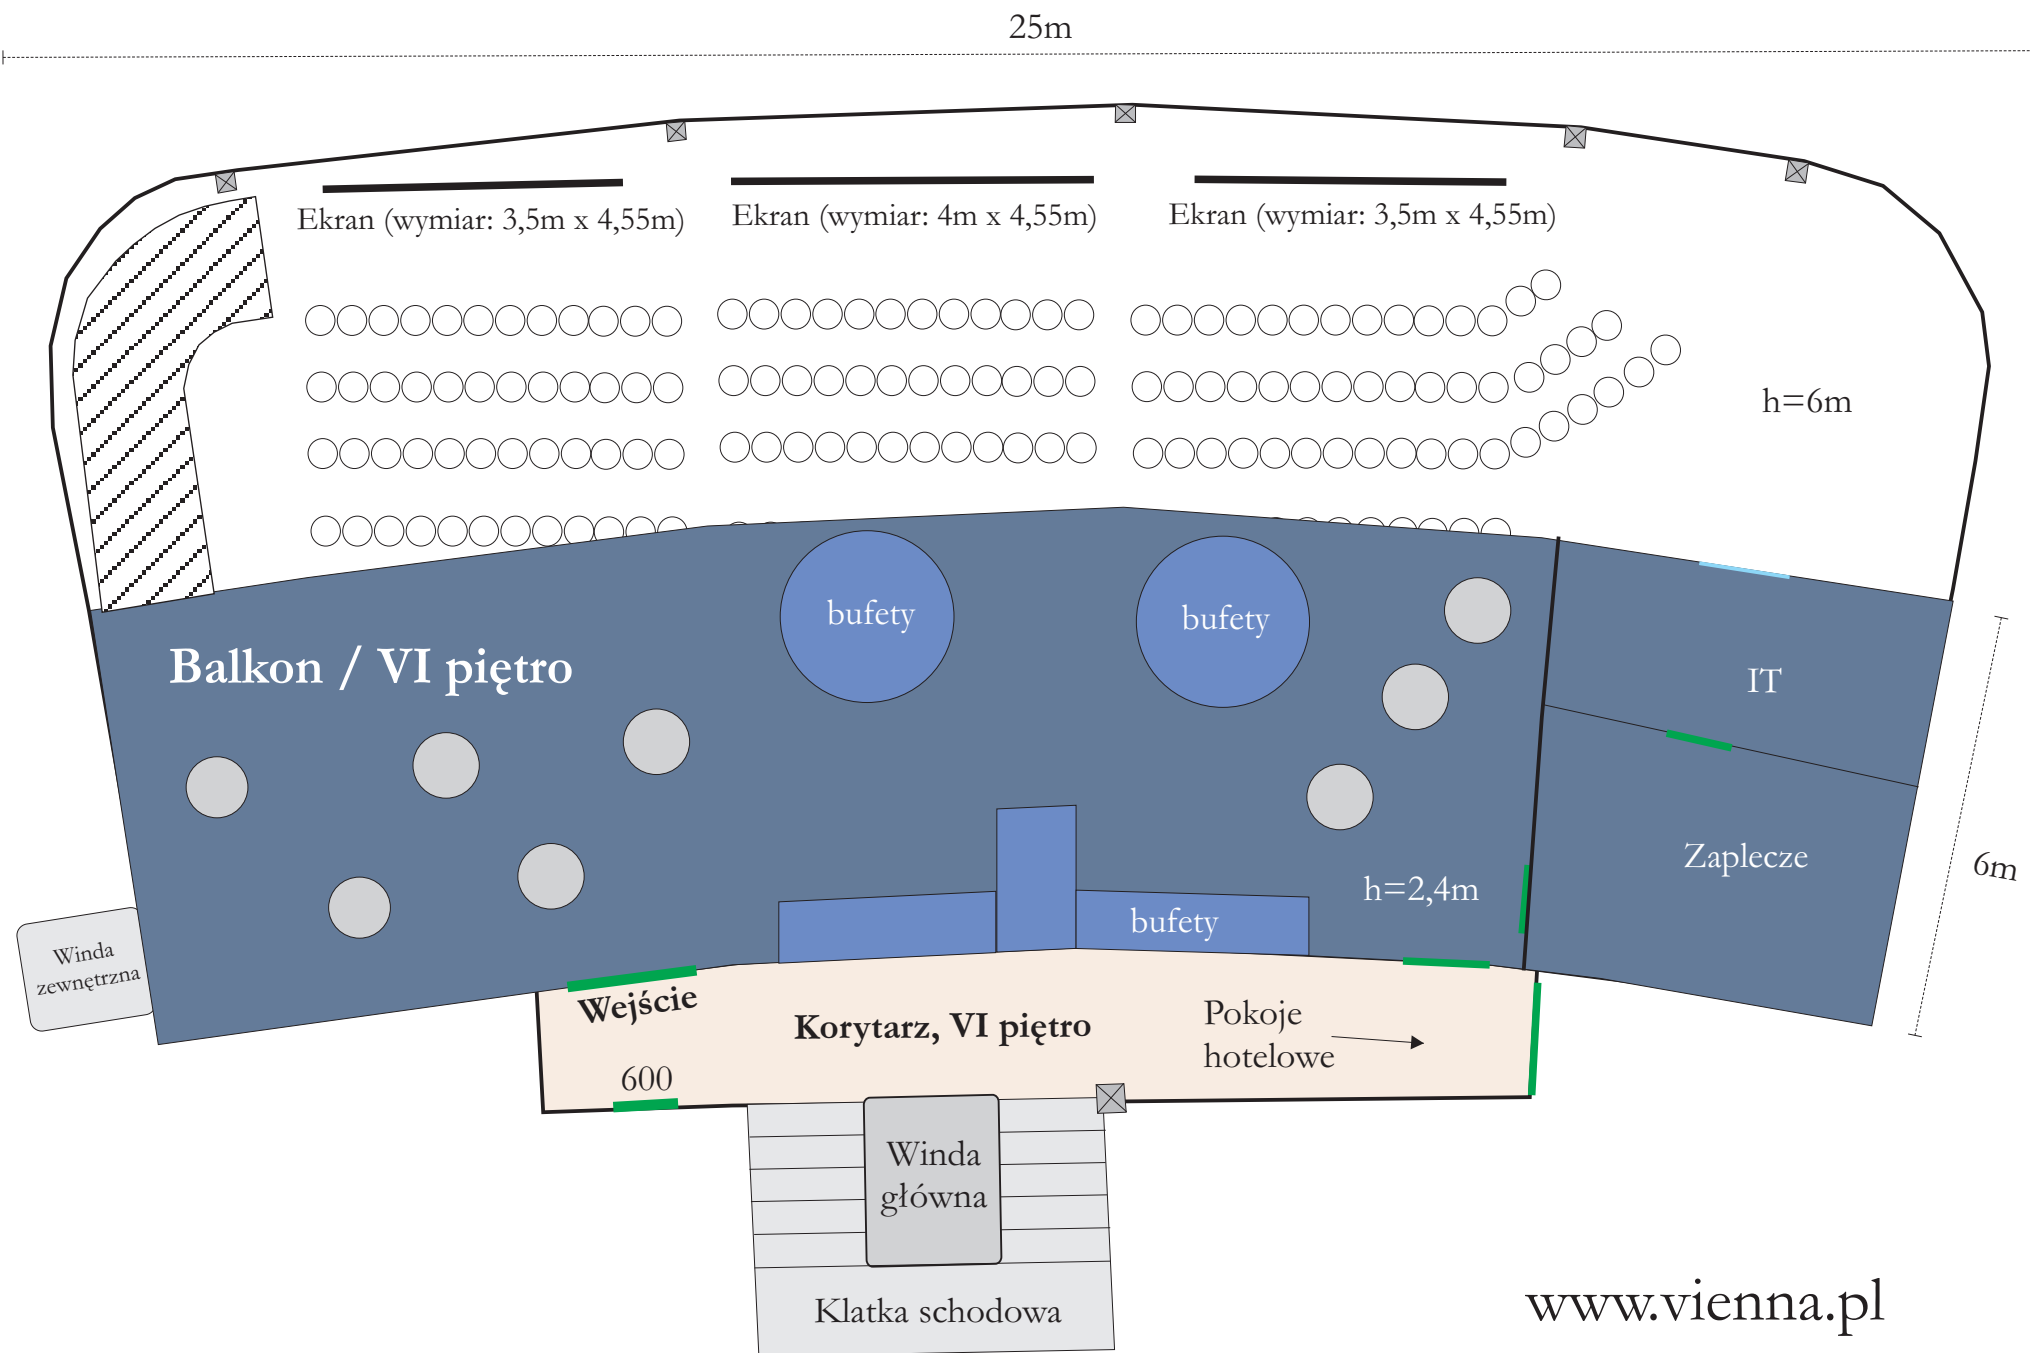 25m
Ekran (wymiar: 3,5m x 4,55m)
Ekran (wymiar: 4m x 4,55m)
Ekran (wymiar: 3,5m x 4,55m)
h=6m
bufety
bufety
Balkon / VI piętro
IT
Zaplecze
6m
h=2,4m
bufety
Winda
zewnętrzna
Wejście
Korytarz, VI piętro
Pokoje
hotelowe
600
Winda
główna
Klatka schodowa
www.vienna.pl